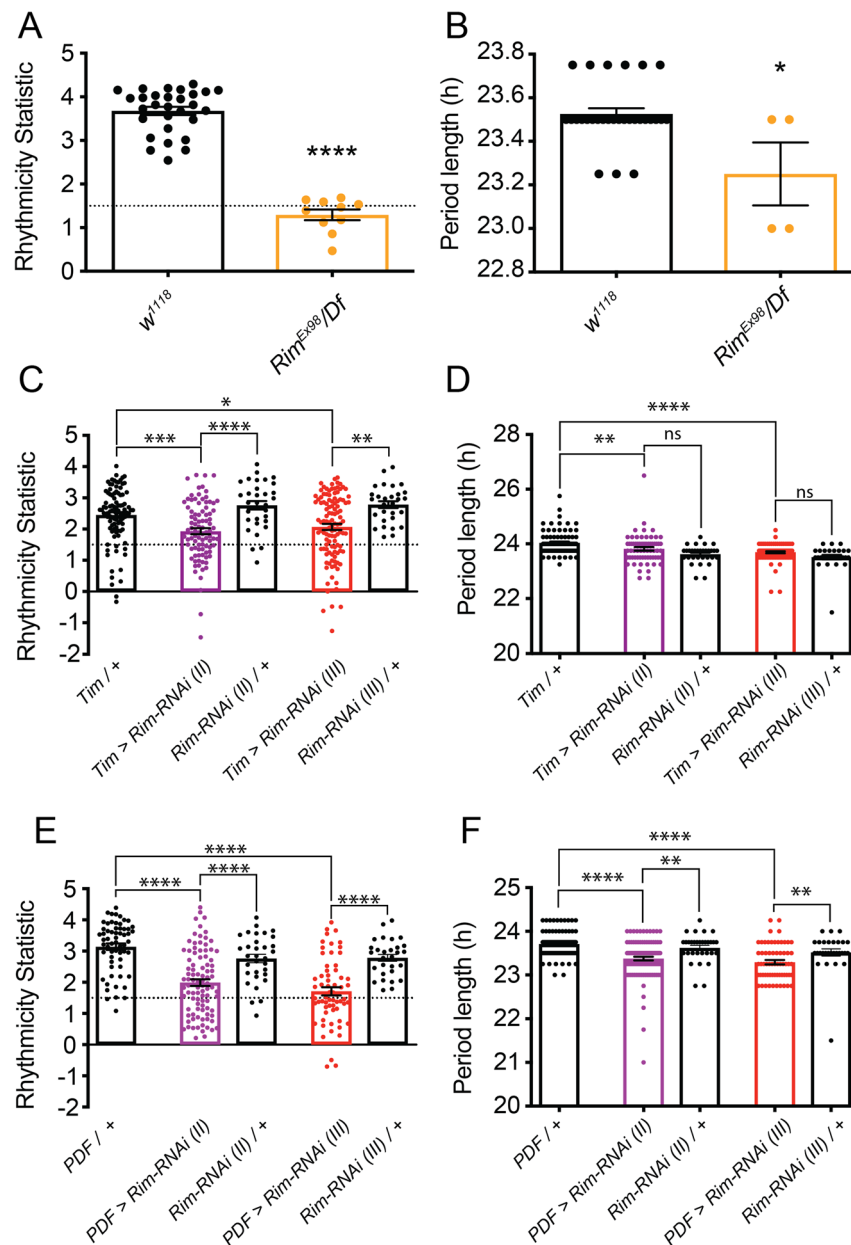 A
Rhythmicity Statistic
5
4
3
2
1
0
****
w1118
RimEx98/Df
B
Period length (h)
23.8
23.6
23.4
23.2
23.0
22.8
*
w1118
RimEx98/Df
C
Rhythmicity Statistic
5
4
3
2
1
0
-1
-2
*
***
****
**
Tim / +
Tim > Rim-RNAi (II)
Rim-RNAi (II) / +
Tim > Rim-RNAi (III)
Rim-RNAi (III) / +
D
Period length (h)
28
26
24
22
20
****
**
ns
ns
Tim / +
Tim > Rim-RNAi (II)
Rim-RNAi (II) / +
Tim > Rim-RNAi (III)
Rim-RNAi (III) / +
E
Rhythmicity Statistic
5
4
3
2
1
0
-1
-2
****
****
****
****
PDF / +
PDF > Rim-RNAi (II)
Rim-RNAi (II) / +
PDF > Rim-RNAi (III)
Rim-RNAi (III) / +
F
Period length (h)
25
24
23
22
21
20
****
****
**
**
PDF / +
PDF > Rim-RNAi (II)
Rim-RNAi (II) / +
PDF > Rim-RNAi (III)
Rim-RNAi (III) / +